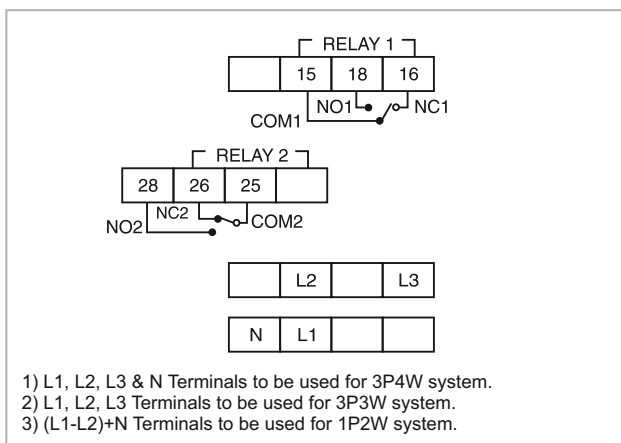 RELAY 1
15 18 16
NO1 NC1
COM1
RELAY 2
28 26 25
NC2 COM2
NO2
L2 L3
N L1
1) L1, L2, L3 & N Terminals to be used for 3P4W system.
2) L1, L2, L3 Terminals to be used for 3P3W system.
3) (L1-L2)+N Terminals to be used for 1P2W system.